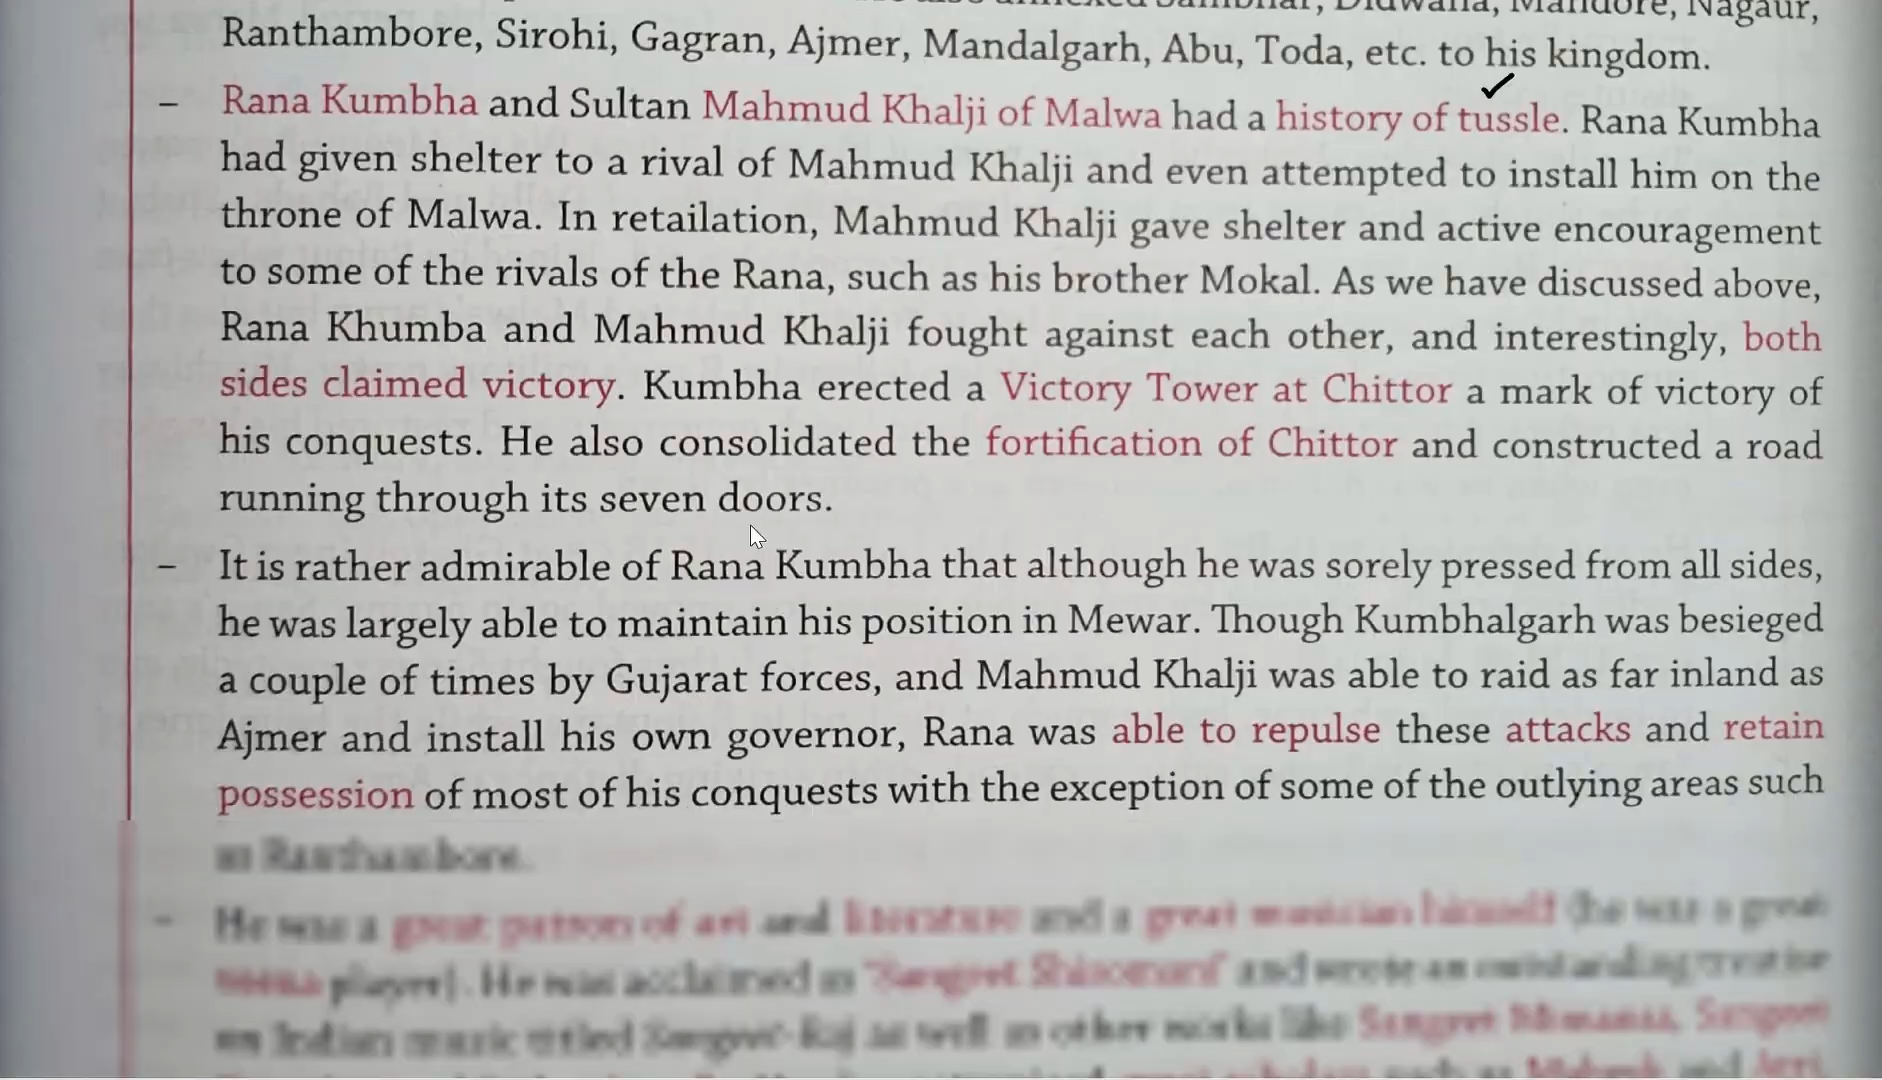 Mandore, Nagaur,
Ranthambore, Sirohi, Gagran, Ajmer, Mandalgarh, Abu, Toda, etc. to his kingdom.
– Rana Kumbha and Sultan Mahmud Khalji of Malwa had a history of tussle. Rana Kumbha
had given shelter to a rival of Mahmud Khalji and even attempted to install him on the
throne of Malwa. In retailation, Mahmud Khalji gave shelter and active encouragement
to some of the rivals of the Rana, such as his brother Mokal. As we have discussed above,
Rana Khumba and Mahmud Khalji fought against each other, and interestingly, both
sides claimed victory. Kumbha erected a Victory Tower at Chittor a mark of victory of
his conquests. He also consolidated the fortification of Chittor and constructed a road
running through its seven doors.
– It is rather admirable of Rana Kumbha that although he was sorely pressed from all sides,
he was largely able to maintain his position in Mewar. Though Kumbhalgarh was besieged
a couple of times by Gujarat forces, and Mahmud Khalji was able to raid as far inland as
Ajmer and install his own governor, Rana was able to repulse these attacks and retain
possession of most of his conquests with the exception of some of the outlying areas such
as Ranthambore.
– He was a great patron of art and literature and a great musician himself (he was a great
player). He was acclaimed as